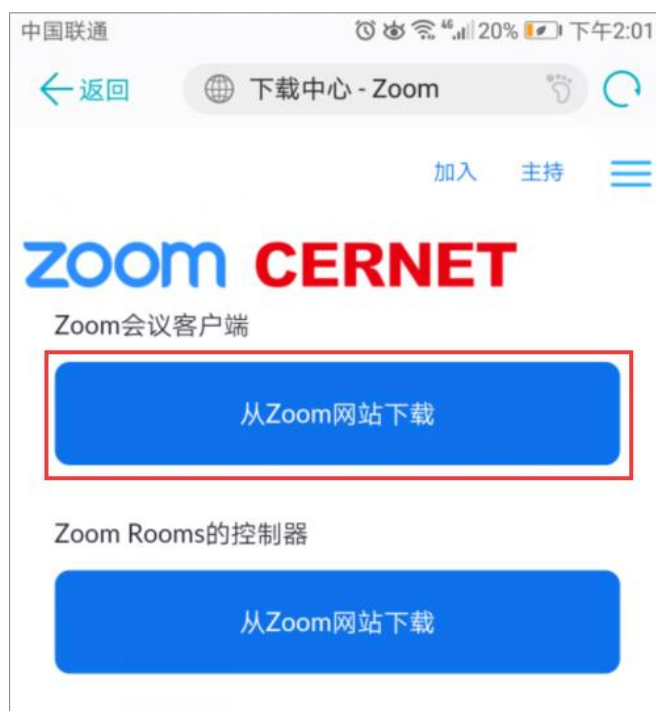 中国联通 46 20% 下午2:01
返回 下载中心 - Zoom
加入 主持
zoom CERNET
Zoom会议客户端
从Zoom网站下载
Zoom Rooms的控制器
从Zoom网站下载